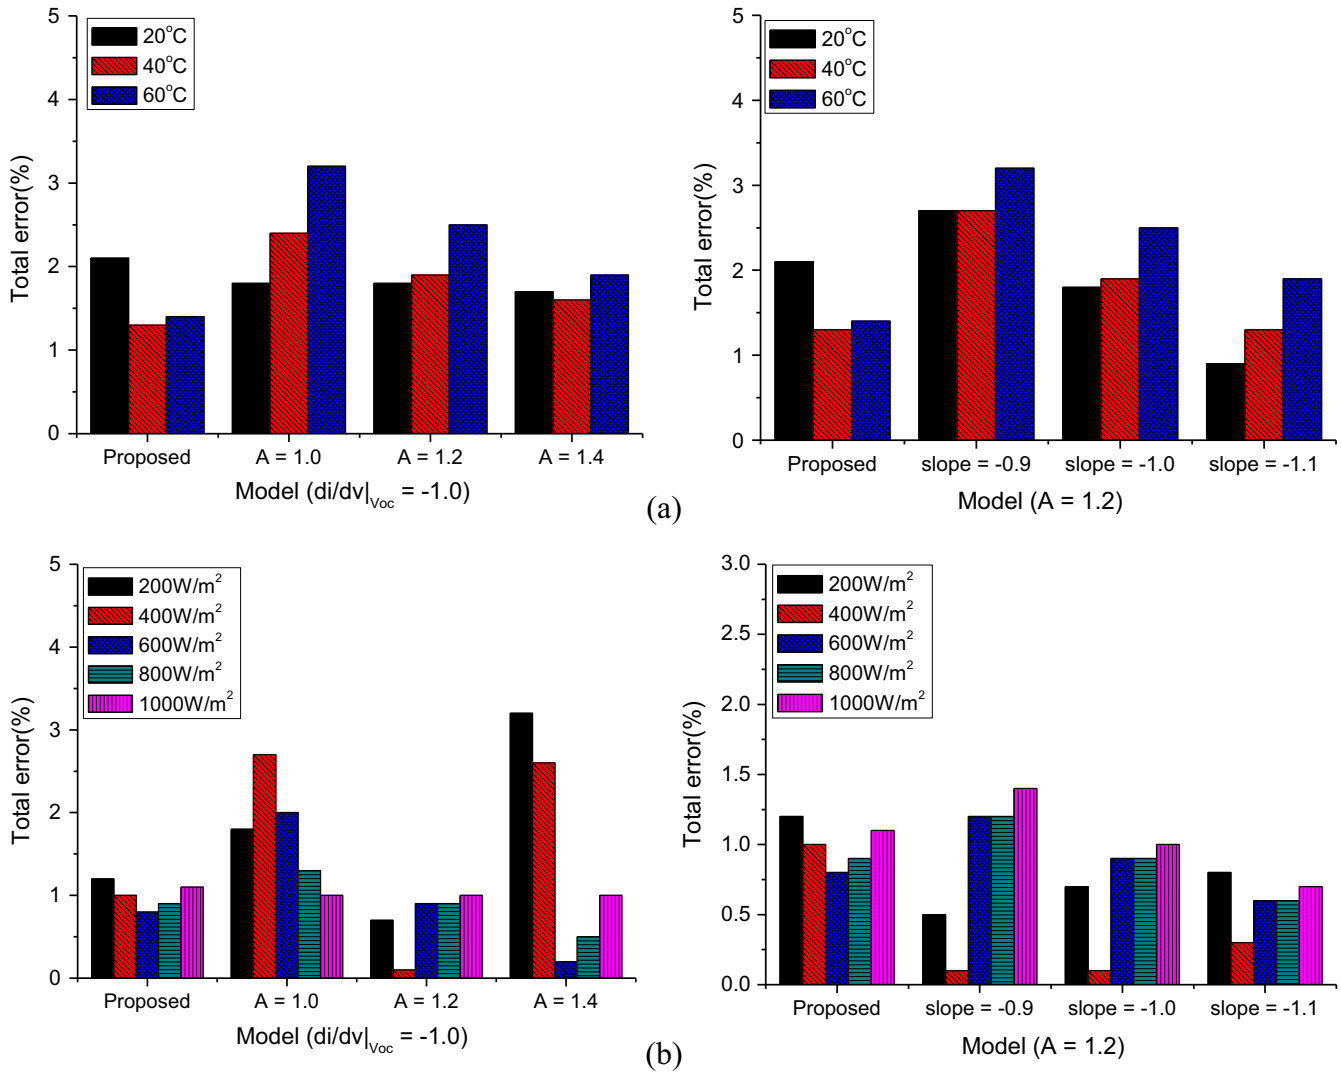 5
4
3
2
1
0
Total error(%)
20°C
40°C
60°C
Proposed A = 1.0 A = 1.2 A = 1.4
Model (di/dv|Voc = -1.0)
5
4
3
2
1
0
Total error(%)
20°C
40°C
60°C
Proposed slope = -0.9 slope = -1.0 slope = -1.1
Model (A = 1.2)
(a)
5
4
3
2
1
0
Total error(%)
200W/m²
400W/m²
600W/m²
800W/m²
1000W/m²
Proposed A = 1.0 A = 1.2 A = 1.4
Model (di/dv|Voc = -1.0)
3.0
2.5
2.0
1.5
1.0
0.5
0.0
Total error(%)
200W/m²
400W/m²
600W/m²
800W/m²
1000W/m²
Proposed slope = -0.9 slope = -1.0 slope = -1.1
Model (A = 1.2)
(b)